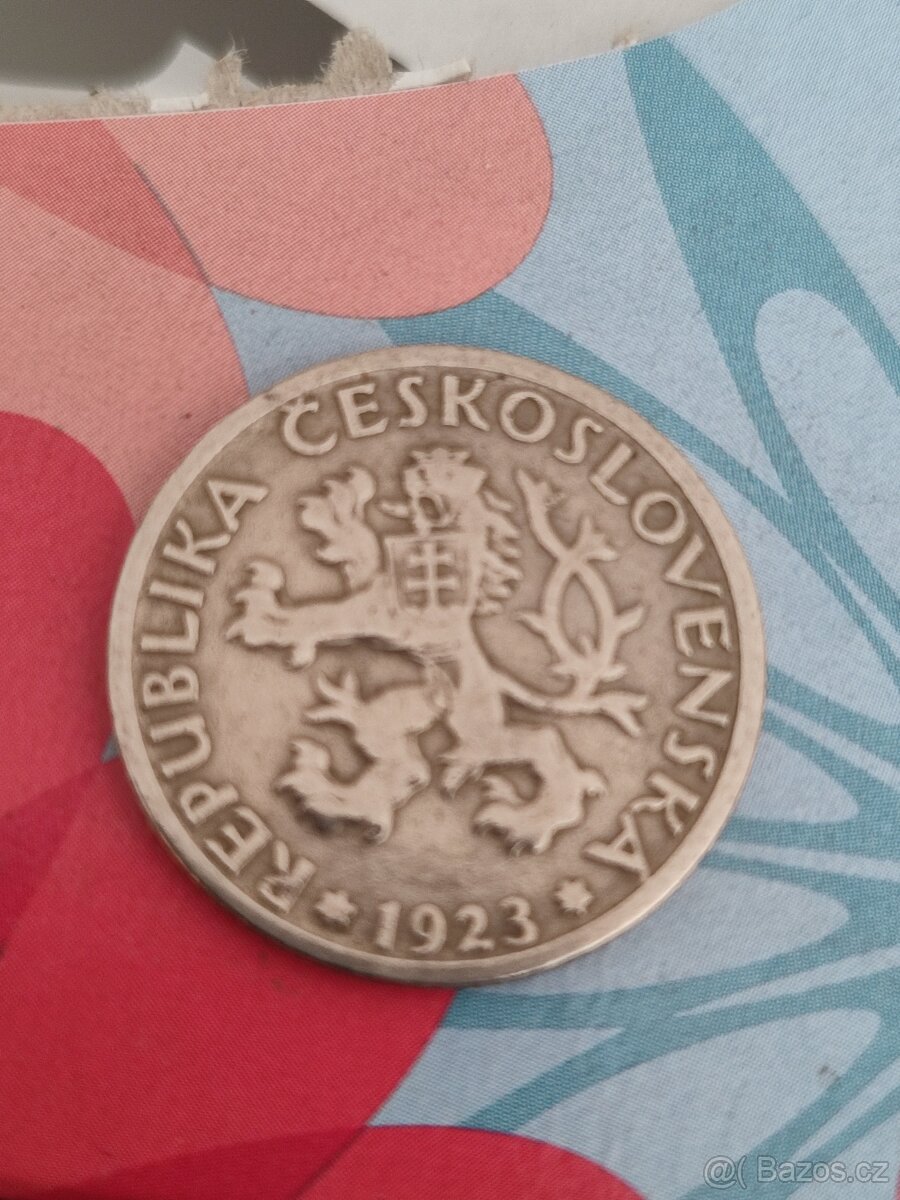 REPUBLIKA ČESKOSLOVENSKÁ
* 1923 *
@( Bazos.cz